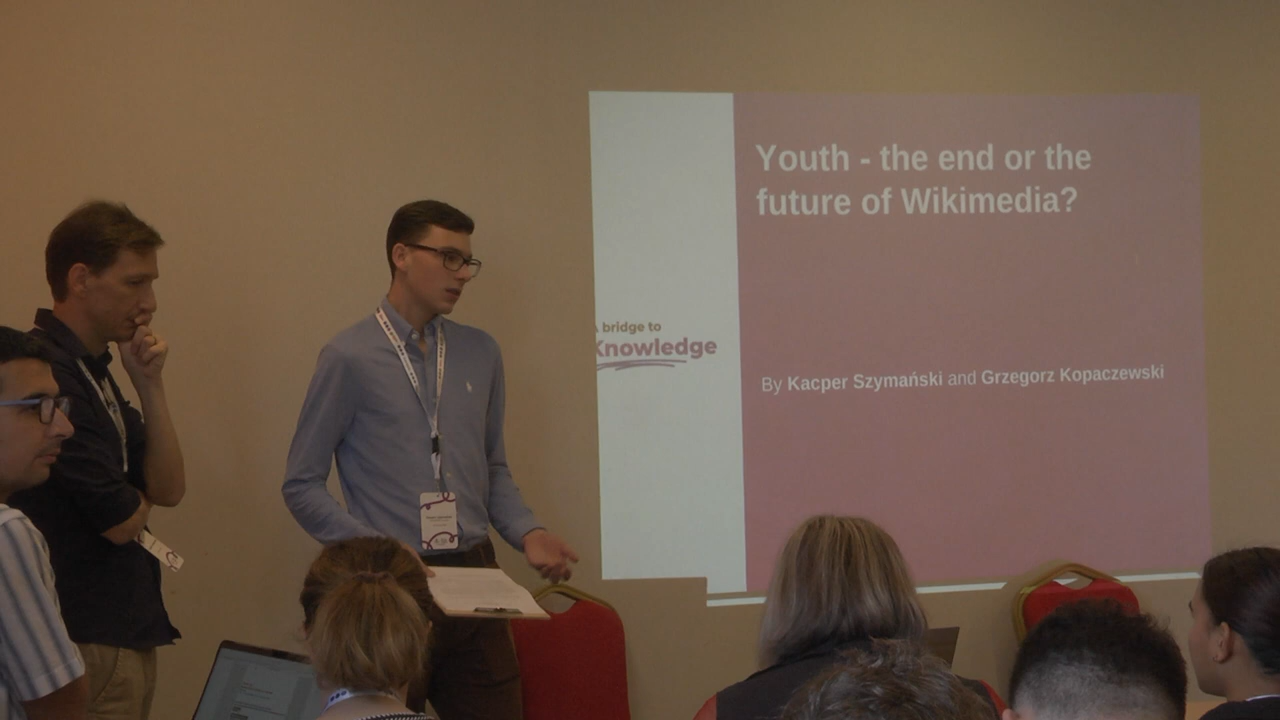 Youth - the end or the
future of Wikimedia?
A bridge to
Knowledge
By Kacper Szymański and Grzegorz Kopaczewski